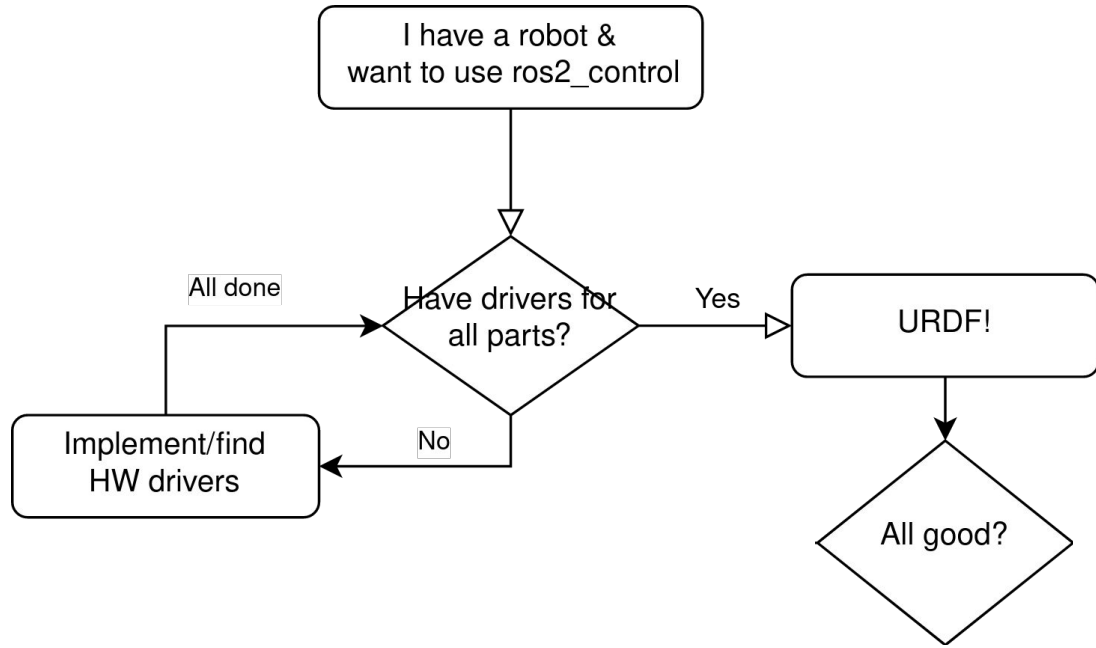 I have a robot &
want to use ros2_control
All done
Have drivers for
all parts?
Yes
URDF!
Implement/find
HW drivers
No
All good?